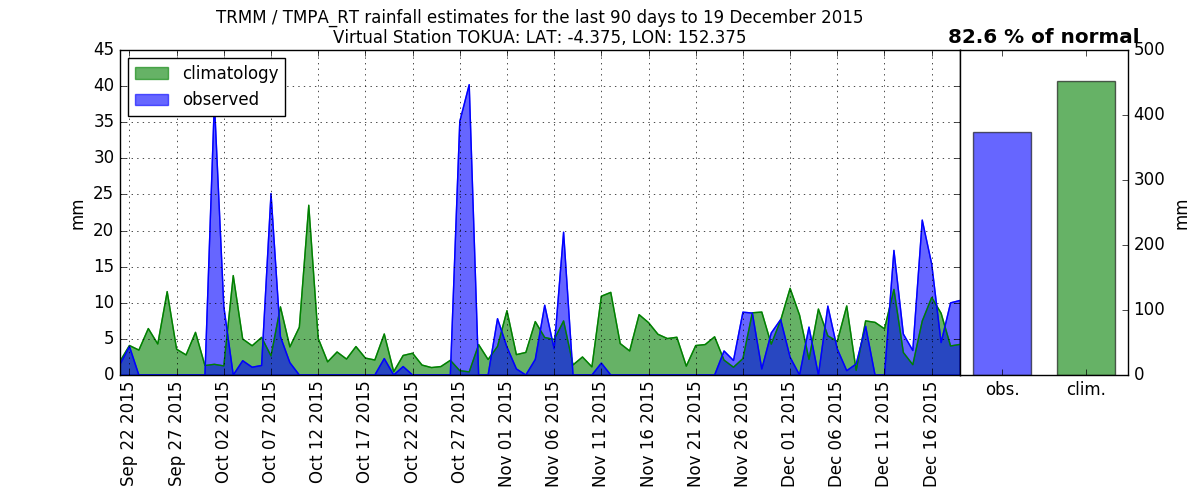 TRMM / TMPA_RT rainfall estimates for the last 90 days to 19 December 2015
Virtual Station TOKUA: LAT: -4.375, LON: 152.375
82.6 % of normal
climatology
observed
mm
45
40
35
30
25
20
15
10
5
0
Sep 22 2015
Sep 27 2015
Oct 02 2015
Oct 07 2015
Oct 12 2015
Oct 17 2015
Oct 22 2015
Oct 27 2015
Nov 01 2015
Nov 06 2015
Nov 11 2015
Nov 16 2015
Nov 21 2015
Nov 26 2015
Dec 01 2015
Dec 06 2015
Dec 11 2015
Dec 16 2015
obs.
clim.
500
400
300
200
100
0
mm